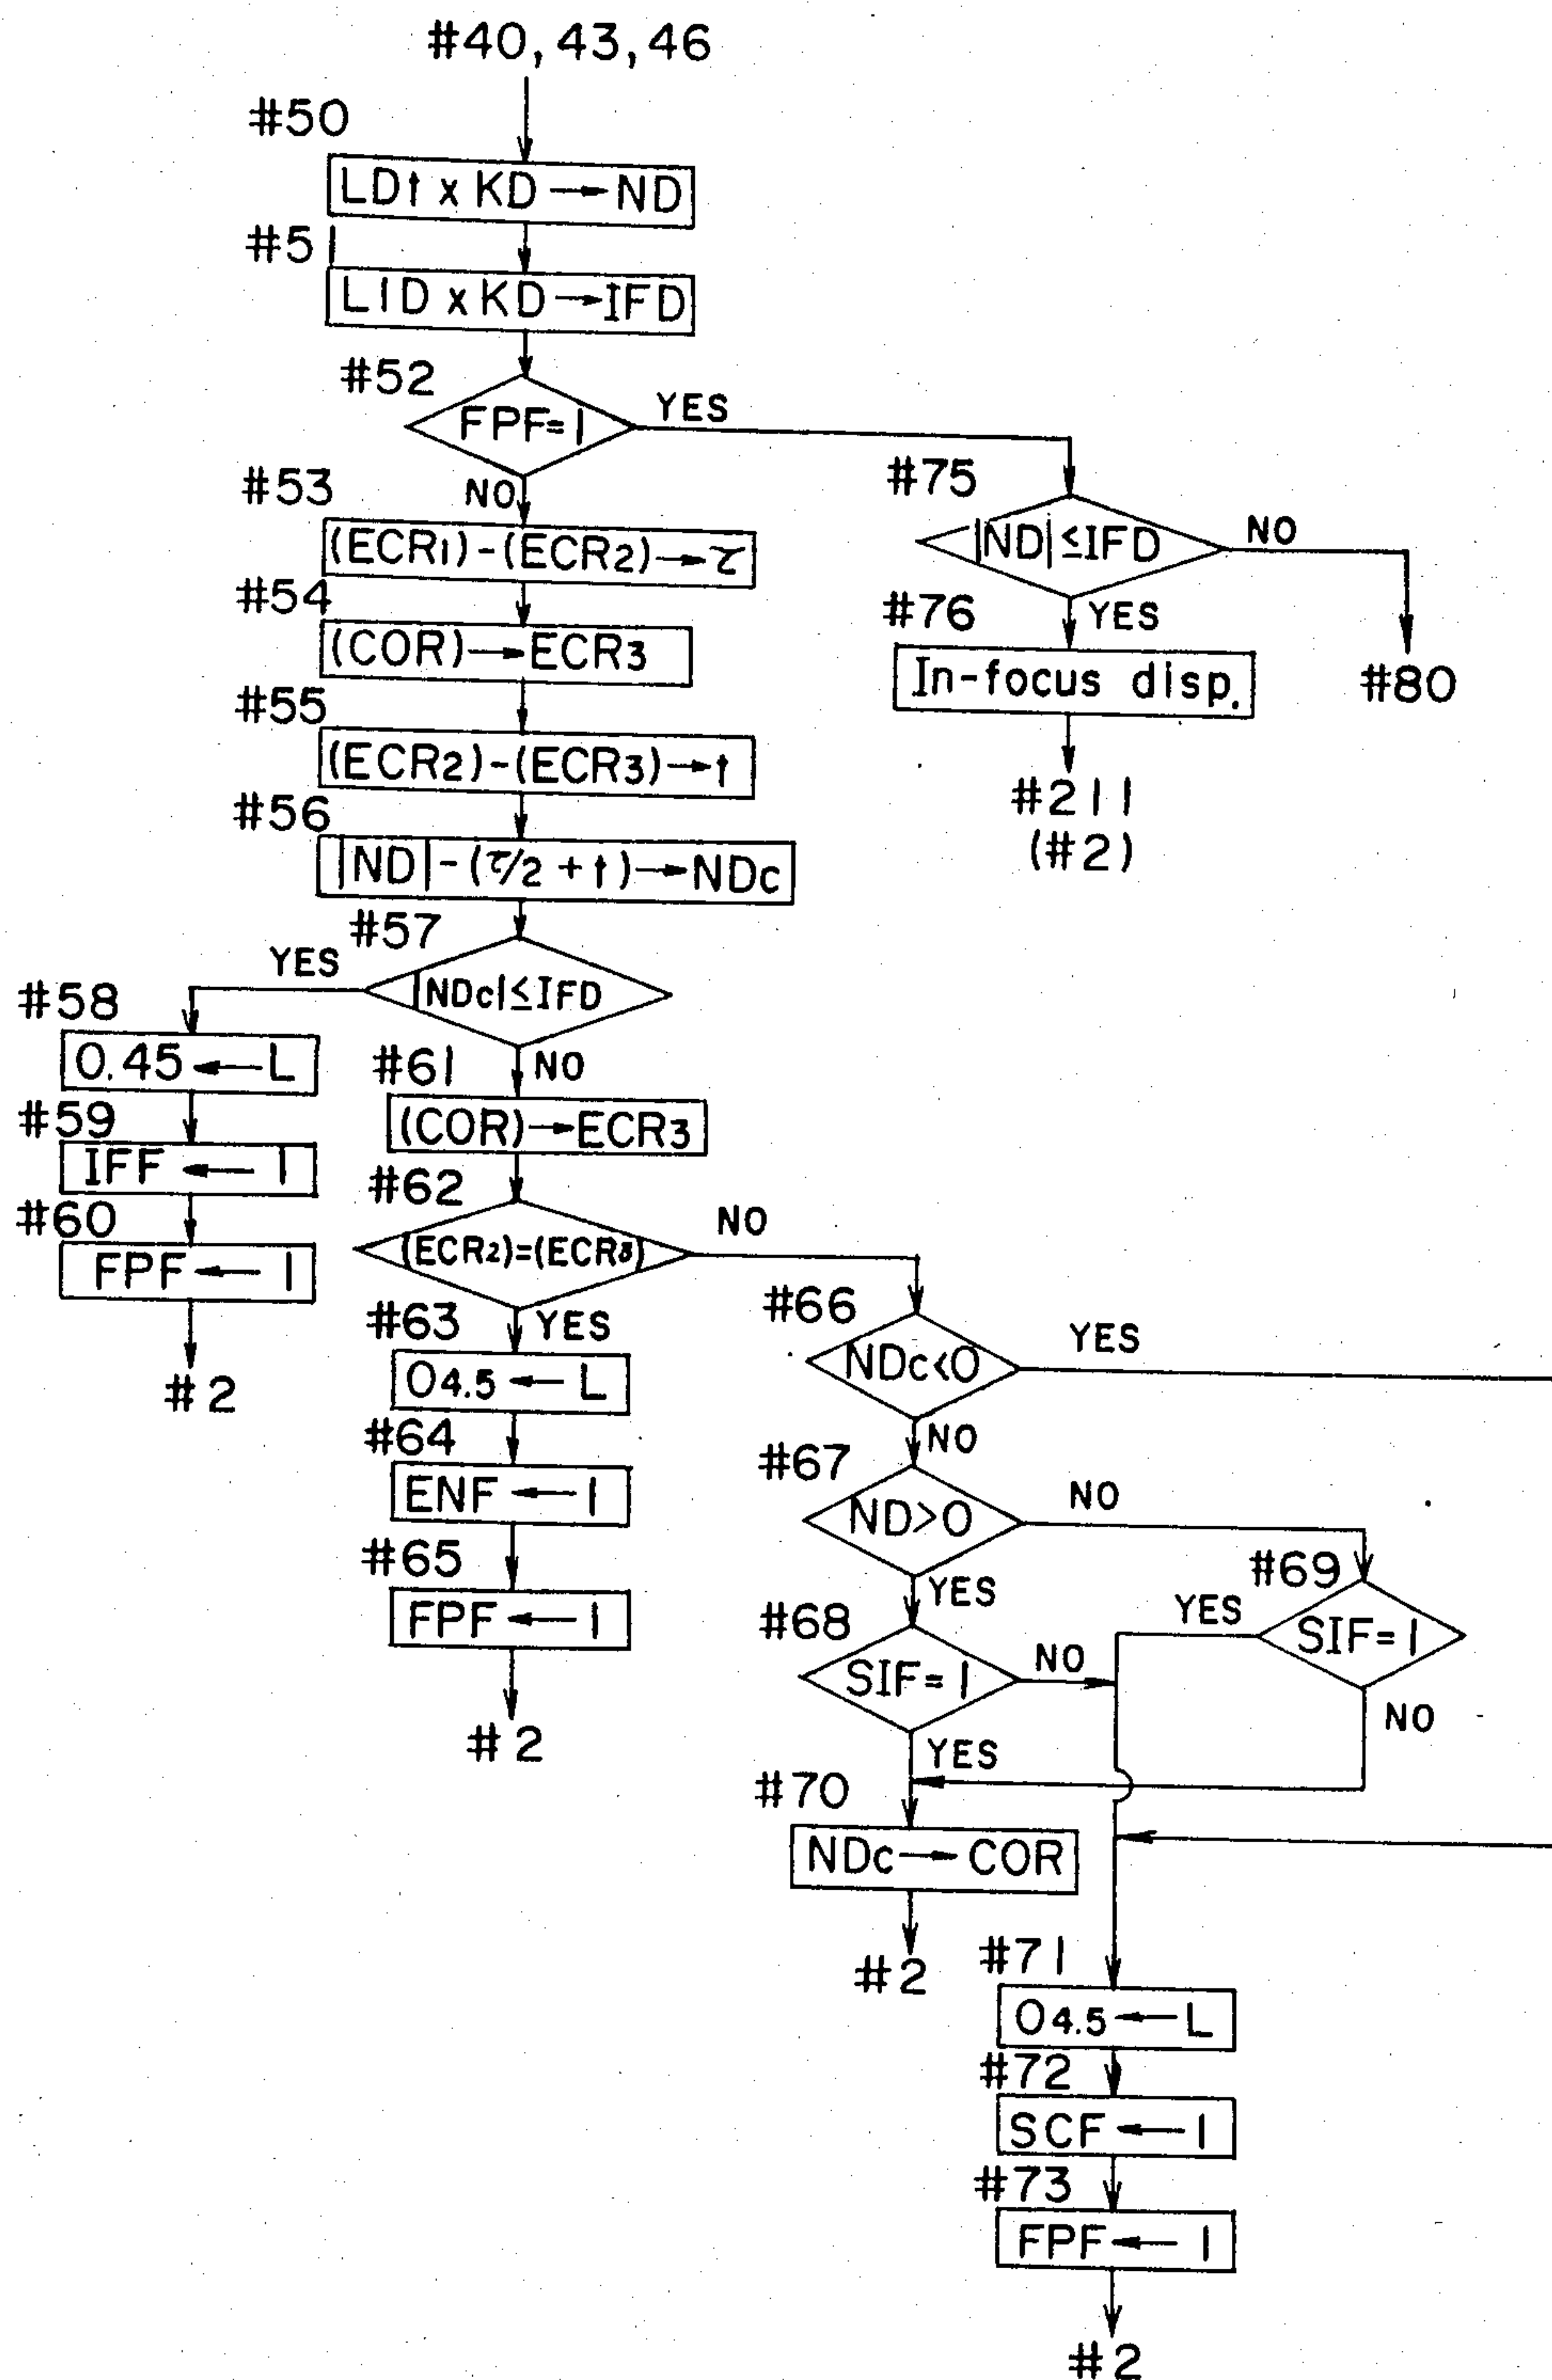 #40, 43, 46
#50
LDt x KD → ND
#51
LID x KD → IFD
#52
FPF=1
YES
NO
#53
(ECR1)-(ECR2)→τ
#54
(COR)→ECR3
#55
(ECR2)-(ECR3)→t
#56
|ND|-(τ/2 + t)→NDc
#57
|NDc|≤IFD
YES
NO
#58
0.45 ← L
#59
IFF ← 1
#60
FPF ← 1
#2
#61
(COR)→ECR3
#62
(ECR2)=(ECR3)
NO
YES
#63
O4.5 ← L
#64
ENF ← 1
#65
FPF ← 1
#2
#66
NDc<0
YES
NO
#67
ND>0
NO
YES
#68
SIF=1
NO
YES
#69
SIF=1
YES
NO
#70
NDc → COR
#2
#71
O4.5 ← L
#72
SCF ← 1
#73
FPF ← 1
#2
#75
|ND|≤IFD
NO
YES
#76
In-focus disp.
#80
#211
(#2)